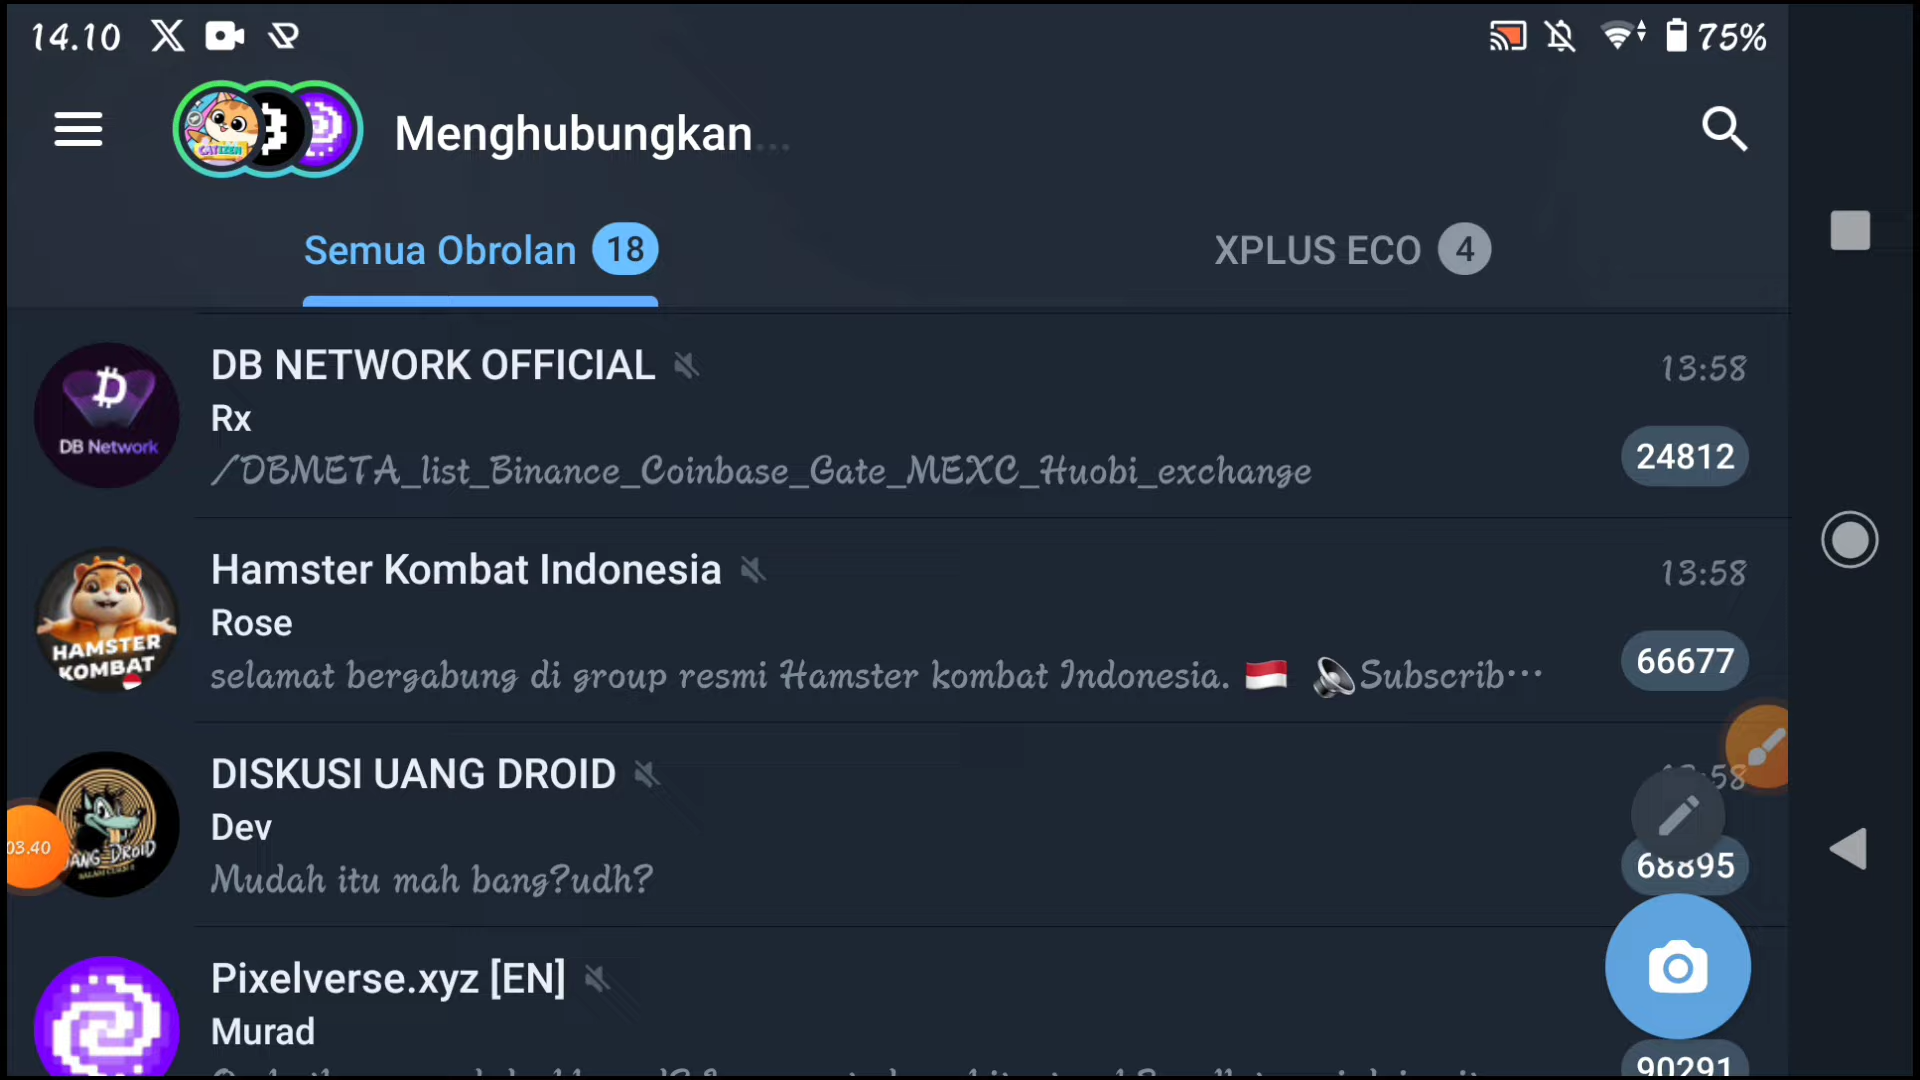 14.10
75%
Menghubungkan...
Semua Obrolan 18
XPLUS ECO 4
DB NETWORK OFFICIAL
13:58
Rx
/DBMETA_list_Binance_Coinbase_Gate_MEXC_Huobi_exchange
24812
DB Network
Hamster Kombat Indonesia
13:58
Rose
selamat bergabung di group resmi Hamster kombat Indonesia. 🇮🇩 🔊Subscrib...
66677
HAMSTER
KOMBAT
DISKUSI UANG DROID
Dev
Mudah itu mah bang?udh?
68895
03.40
Pixelverse.xyz [EN]
Murad
90291